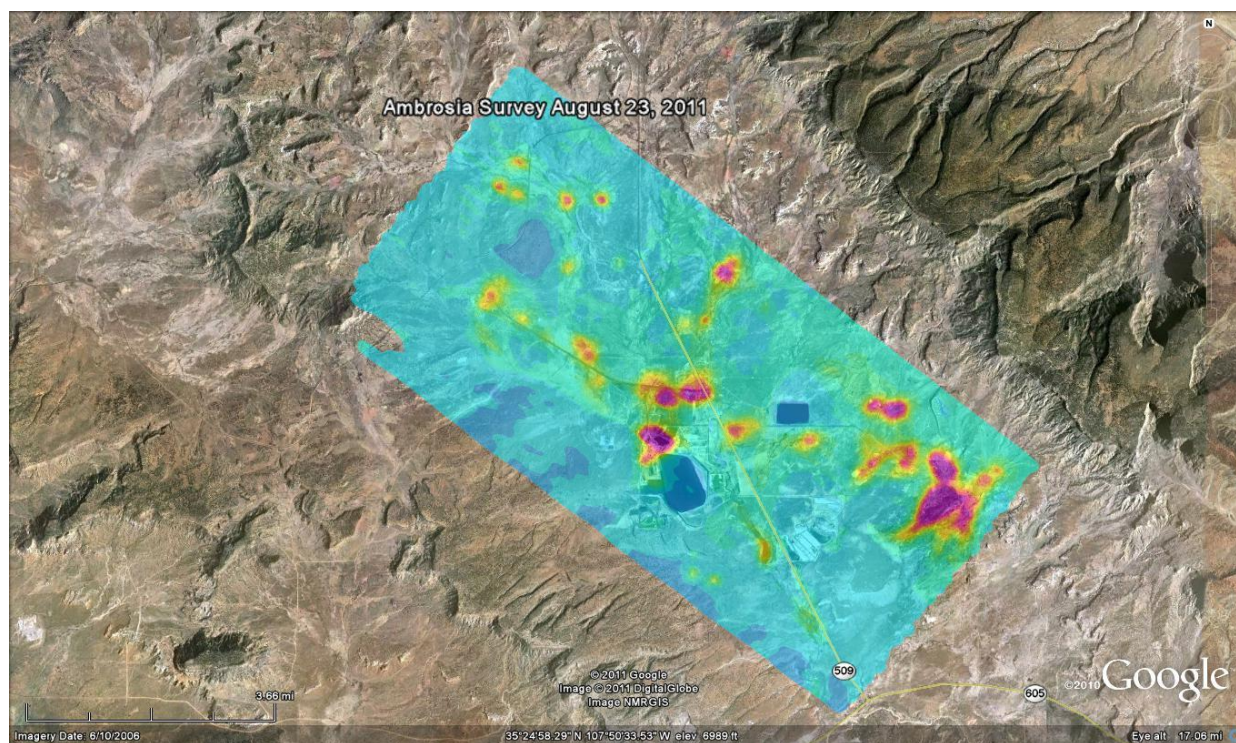 N
Ambrosia Survey August 23, 2011
509
605
© 2011 Google
Image © 2011 DigitalGlobe
Image NMRGIS
©2010 Google
3.66 mi
Imagery Date: 6/10/2006
35°24'58.29" N 107°50'33.53" W elev 6989 ft
Eye alt 17.06 mi